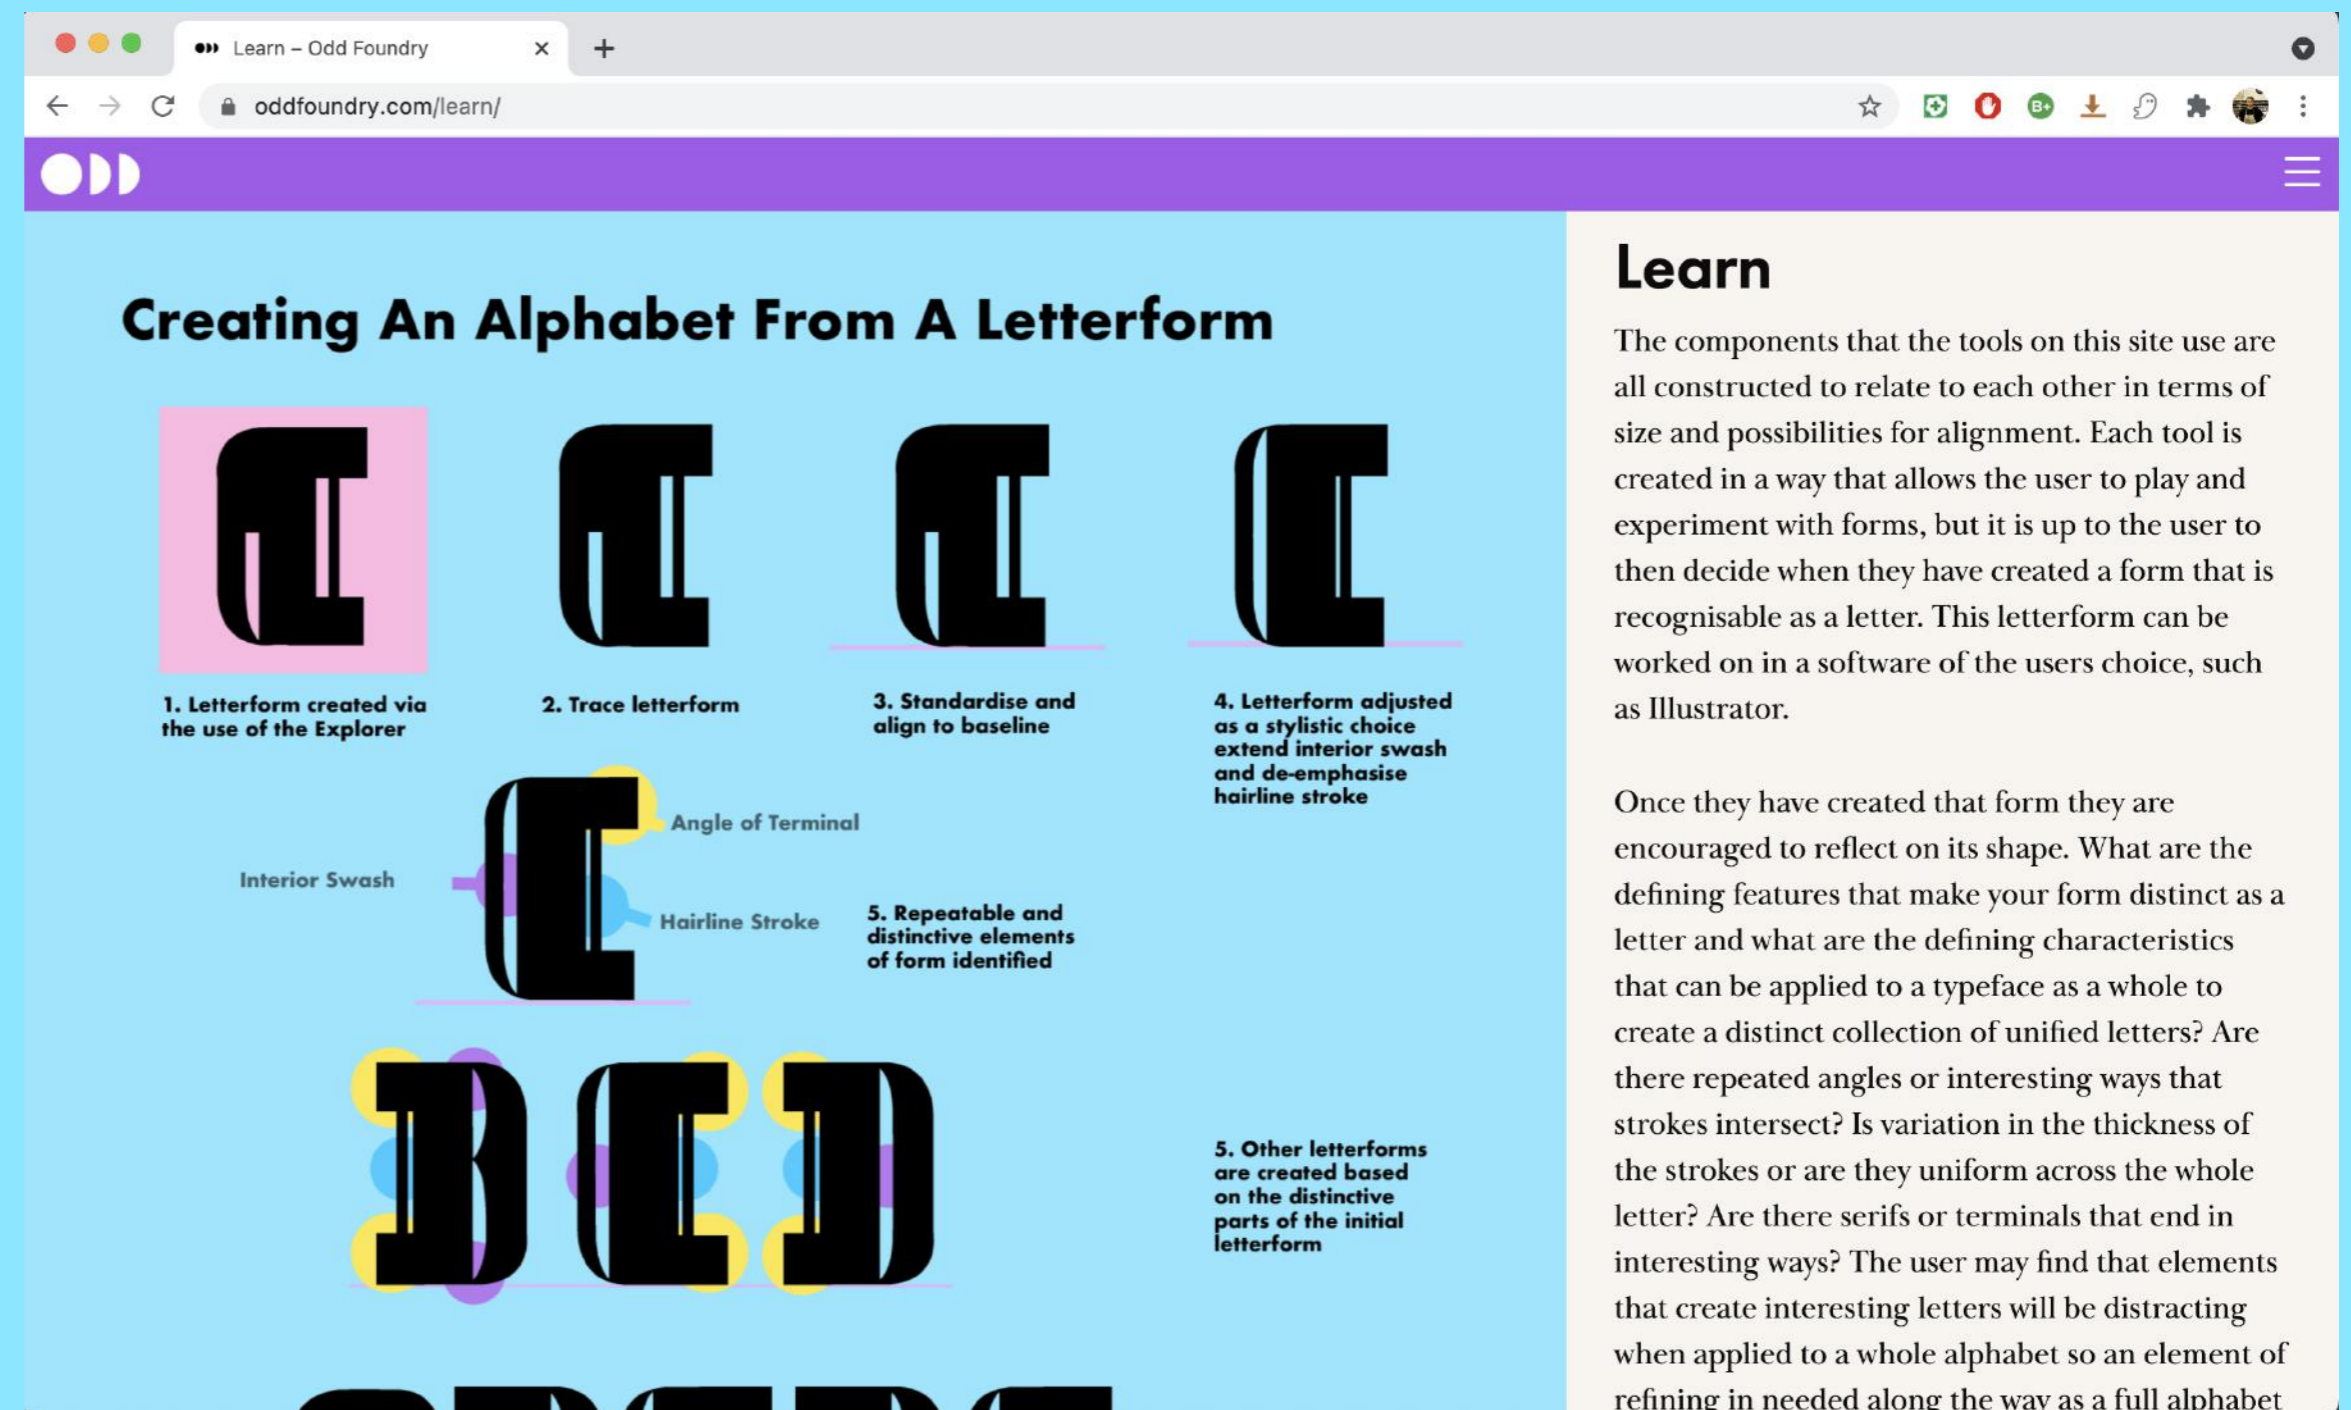 Learn – Odd Foundry
oddfoundry.com/learn/
B+
ODD
Creating An Alphabet From A Letterform
1. Letterform created via
the use of the Explorer
2. Trace letterform
3. Standardise and
align to baseline
4. Letterform adjusted
as a stylistic choice
extend interior swash
and de-emphasise
hairline stroke
Angle of Terminal
Interior Swash
Hairline Stroke
5. Repeatable and
distinctive elements
of form identified
B C D
5. Other letterforms
are created based
on the distinctive
parts of the initial
letterform
Learn
The components that the tools on this site use are
all constructed to relate to each other in terms of
size and possibilities for alignment. Each tool is
created in a way that allows the user to play and
experiment with forms, but it is up to the user to
then decide when they have created a form that is
recognisable as a letter. This letterform can be
worked on in a software of the users choice, such
as Illustrator.
Once they have created that form they are
encouraged to reflect on its shape. What are the
defining features that make your form distinct as a
letter and what are the defining characteristics
that can be applied to a typeface as a whole to
create a distinct collection of unified letters? Are
there repeated angles or interesting ways that
strokes intersect? Is variation in the thickness of
the strokes or are they uniform across the whole
letter? Are there serifs or terminals that end in
interesting ways? The user may find that elements
that create interesting letters will be distracting
when applied to a whole alphabet so an element of
refining in needed along the way as a full alphabet